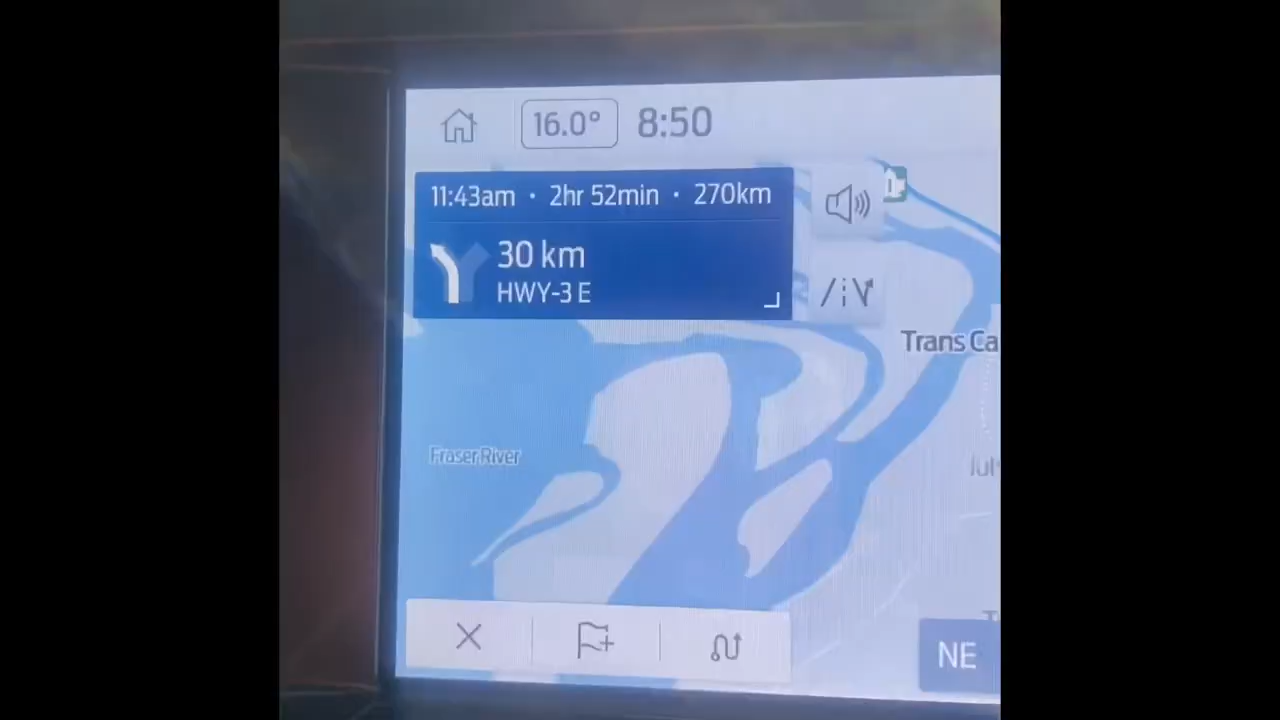 16.0° 8:50
11:43am · 2hr 52min · 270km
30 km
HWY-3 E
Trans Ca
Fraser River
NE